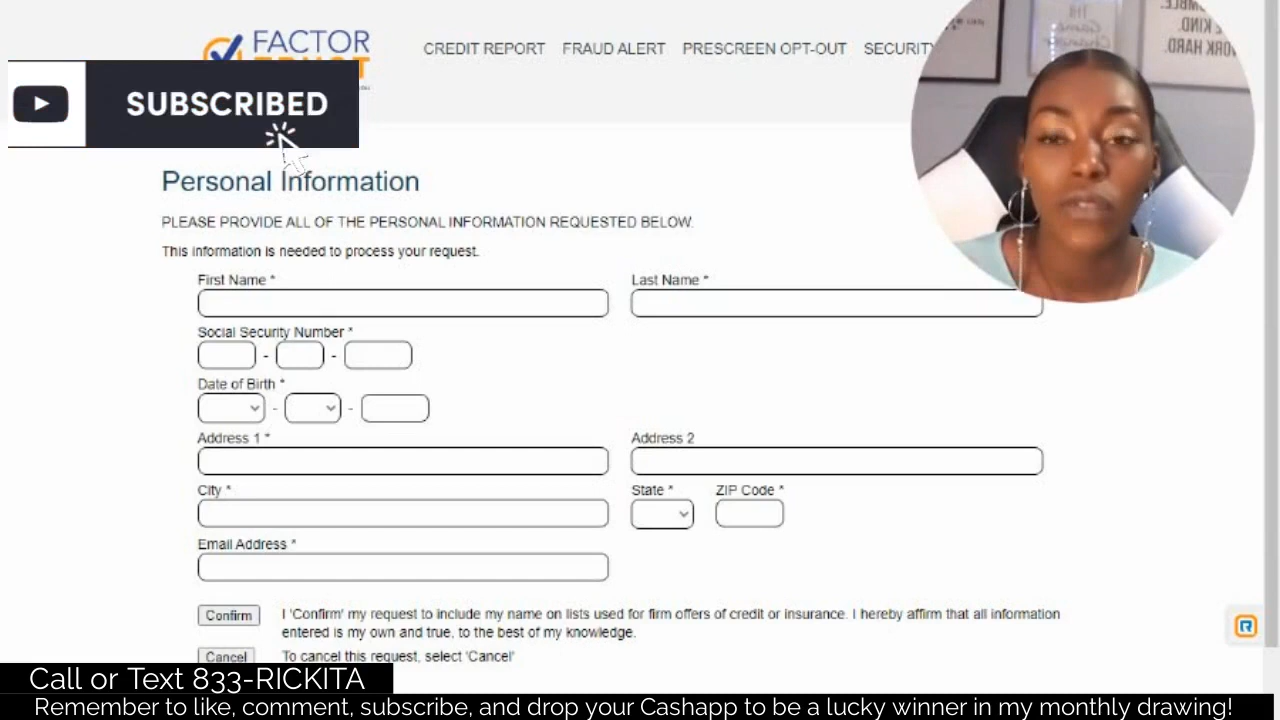 FACTOR
CREDIT REPORT FRAUD ALERT PRESCREEN OPT-OUT SECURITY
SUBSCRIBED
KIND.
WORK HARD
Personal Information
PLEASE PROVIDE ALL OF THE PERSONAL INFORMATION REQUESTED BELOW.
This information is needed to process your request.
First Name * Last Name *
Social Security Number *
- -
Date of Birth *
- -
Address 1 * Address 2
City * State * ZIP Code *
Email Address *
Confirm I 'Confirm' my request to include my name on lists used for firm offers of credit or insurance. I hereby affirm that all information
entered is my own and true, to the best of my knowledge.
Cancel To cancel this request, select 'Cancel'
Call or Text 833-RICKITA
Remember to like, comment, subscribe, and drop your Cashapp to be a lucky winner in my monthly drawing!